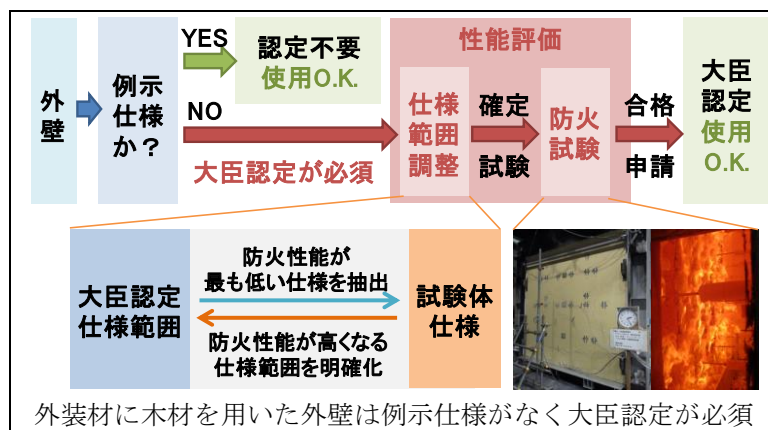 外壁
例示
仕様
か？
YES
認定不要
使用O.K.
NO
大臣認定が必須
性能評価
仕様
範囲
調整
確定
試験
防火
試験
合格
申請
大臣
認定
使用
O.K.
大臣認定
仕様範囲
防火性能が
最も低い仕様を抽出
防火性能が高くなる
仕様範囲を明確化
試験体
仕様
外装材に木材を用いた外壁は例示仕様がなく大臣認定が必須